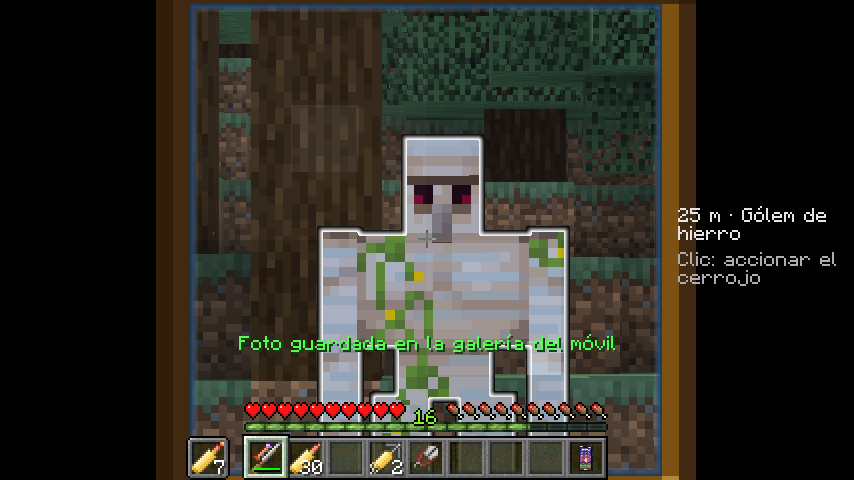 25 m · Gólem de
hierro
Clic: accionar el
cerrojo
Foto guardada en la galería del móvil
16
7
30
2